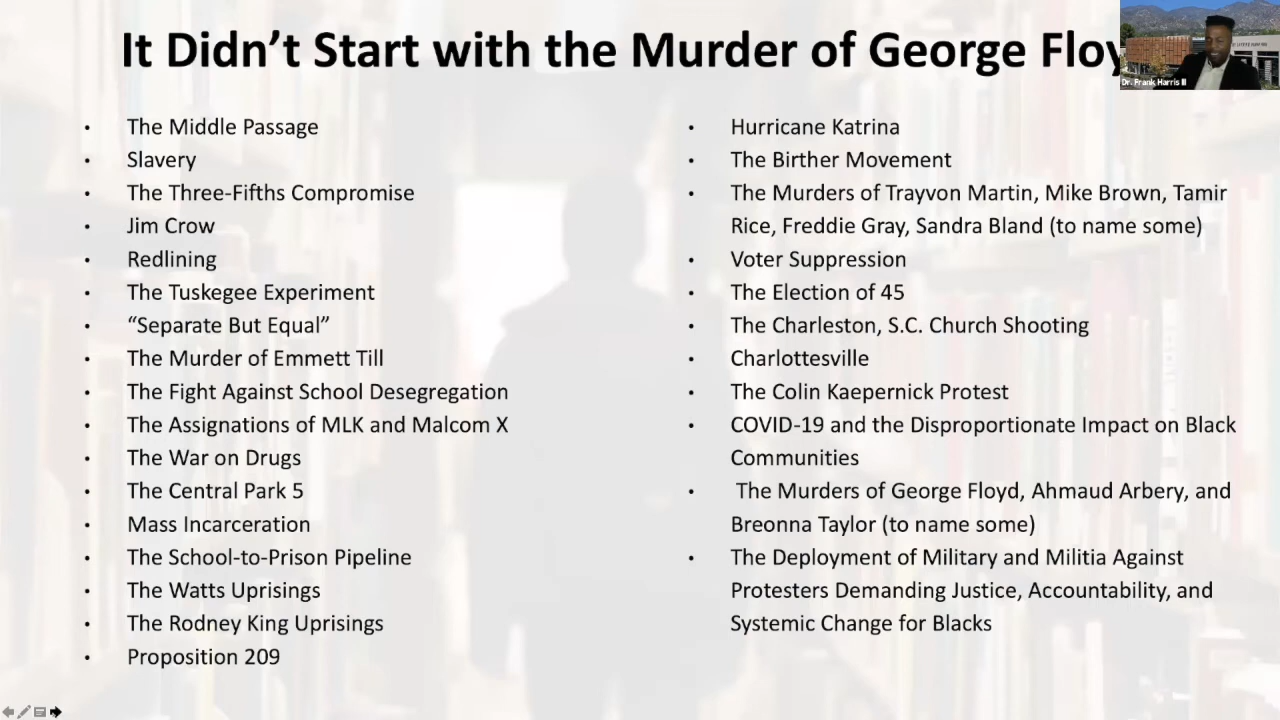 It Didn’t Start with the Murder of George Floy
Dr. Frank Harris II
• The Middle Passage
• Slavery
• The Three-Fifths Compromise
• Jim Crow
• Redlining
• The Tuskegee Experiment
• “Separate But Equal”
• The Murder of Emmett Till
• The Fight Against School Desegregation
• The Assignations of MLK and Malcom X
• The War on Drugs
• The Central Park 5
• Mass Incarceration
• The School-to-Prison Pipeline
• The Watts Uprisings
• The Rodney King Uprisings
• Proposition 209
• Hurricane Katrina
• The Birther Movement
• The Murders of Trayvon Martin, Mike Brown, Tamir
Rice, Freddie Gray, Sandra Bland (to name some)
• Voter Suppression
• The Election of 45
• The Charleston, S.C. Church Shooting
• Charlottesville
• The Colin Kaepernick Protest
• COVID-19 and the Disproportionate Impact on Black
Communities
• The Murders of George Floyd, Ahmaud Arbery, and
Breonna Taylor (to name some)
• The Deployment of Military and Militia Against
Protesters Demanding Justice, Accountability, and
Systemic Change for Blacks